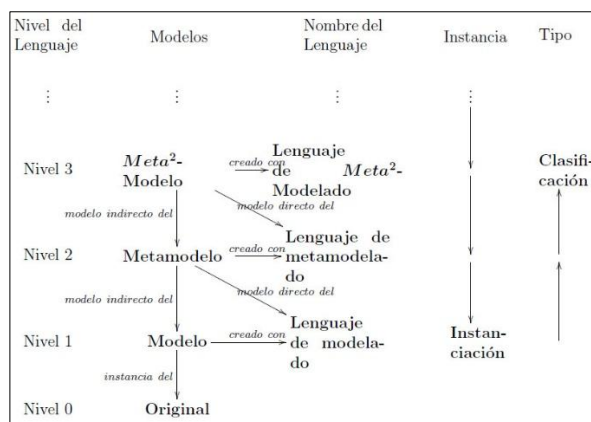 Nivel del Lenguaje
Modelos
Nombre del Lenguaje
Instancia
Tipo
⋮
⋮
⋮
⋮
Nivel 3
Meta²-
Modelo
creado con
Lenguaje
de Meta²-
Modelado
Clasifi-
cación
modelo indirecto del
modelo directo del
Nivel 2
Metamodelo
creado con
Lenguaje de
metamodela-
do
modelo indirecto del
modelo directo del
Nivel 1
Modelo
creado con
Lenguaje
de modela-
do
Instan-
ciación
instancia del
Nivel 0
Original